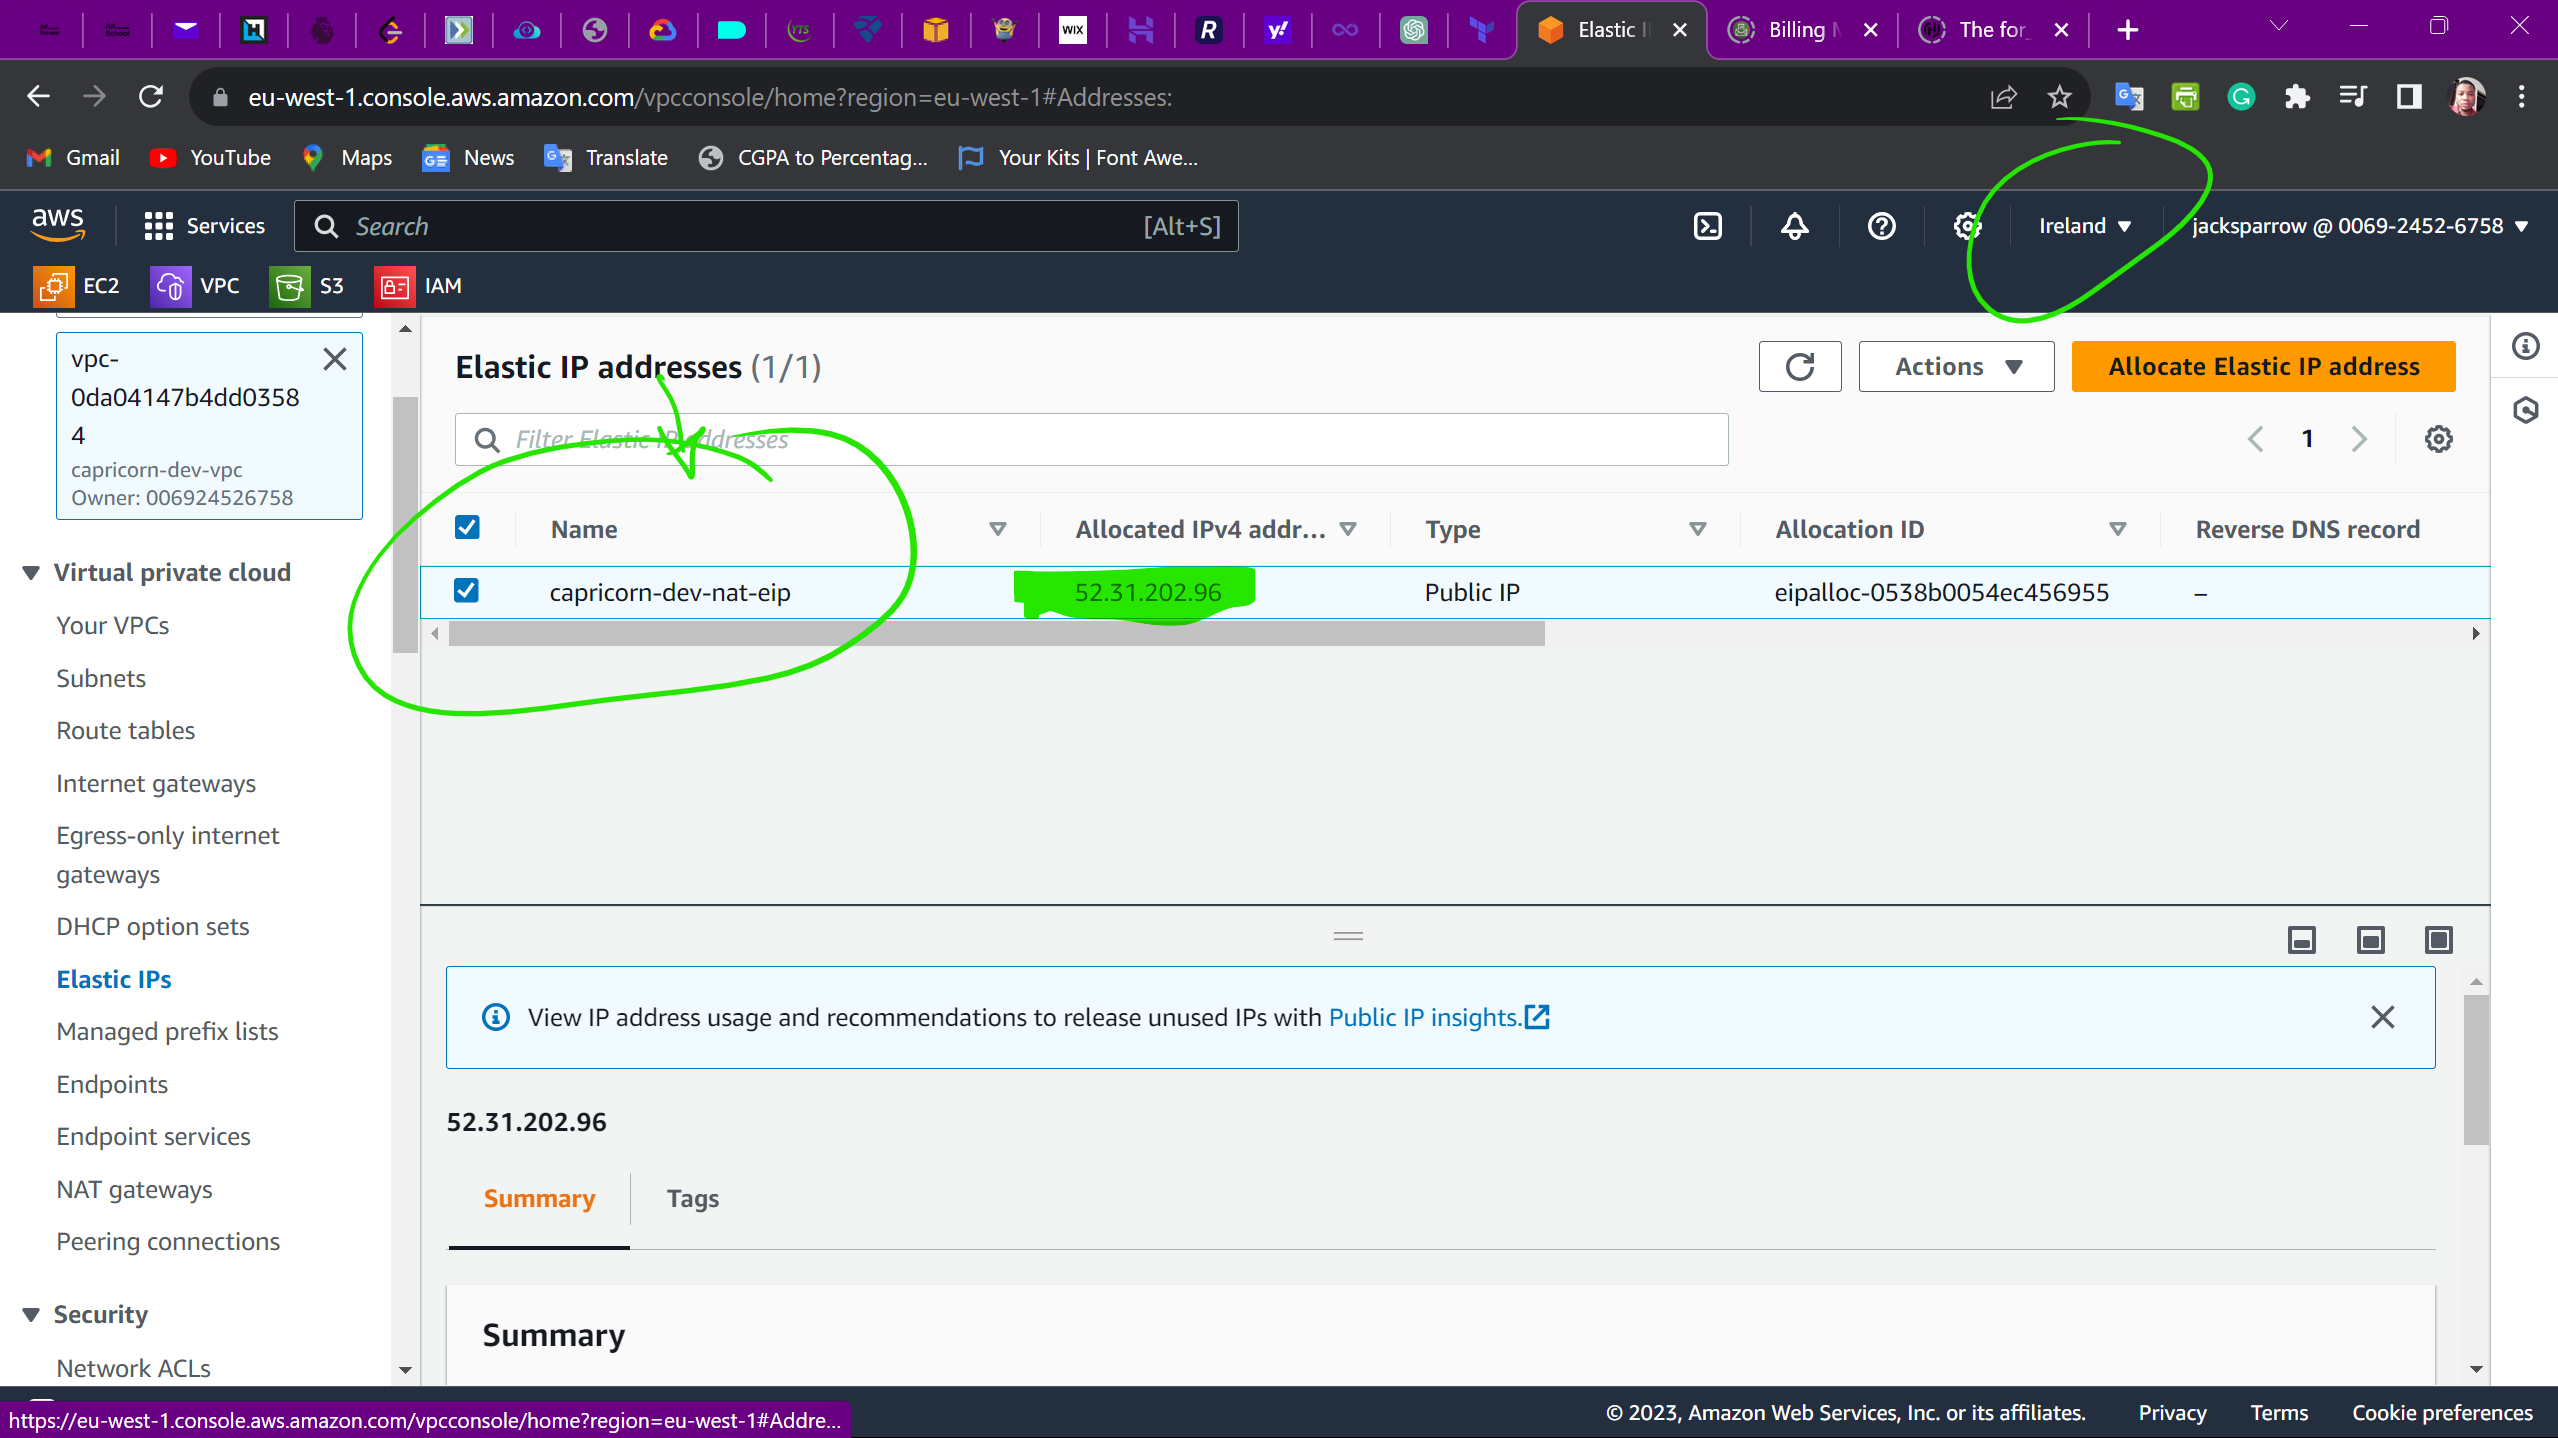 YTS
WIX
R
y!
Elastic I
Billing M
The for
eu-west-1.console.aws.amazon.com/vpcconsole/home?region=eu-west-1#Addresses:
Gmail
YouTube
Maps
News
Translate
CGPA to Percentag...
Your Kits | Font Awe...
aws
Services
Search
[Alt+S]
Ireland
jacksparrow @ 0069-2452-6758
EC2
VPC
S3
IAM
vpc-
0da04147b4dd0358
4
capricorn-dev-vpc
Owner: 006924526758
Virtual private cloud
Your VPCs
Subnets
Route tables
Internet gateways
Egress-only internet
gateways
DHCP option sets
Elastic IPs
Managed prefix lists
Endpoints
Endpoint services
NAT gateways
Peering connections
Security
Network ACLs
Elastic IP addresses (1/1)
Actions
Allocate Elastic IP address
Filter Elastic IP addresses
1
Name
Allocated IPv4 addr...
Type
Allocation ID
Reverse DNS record
capricorn-dev-nat-eip
52.31.202.96
Public IP
eipalloc-0538b0054ec456955
–
View IP address usage and recommendations to release unused IPs with Public IP insights.
52.31.202.96
Summary
Tags
Summary
https://eu-west-1.console.aws.amazon.com/vpcconsole/home?region=eu-west-1#Addre...
© 2023, Amazon Web Services, Inc. or its affiliates.
Privacy
Terms
Cookie preferences